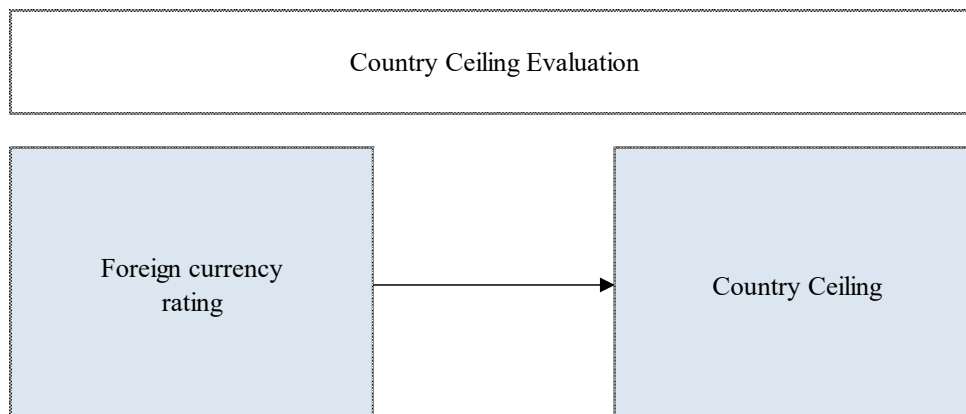 Country Ceiling Evaluation
Foreign currency
rating
Country Ceiling